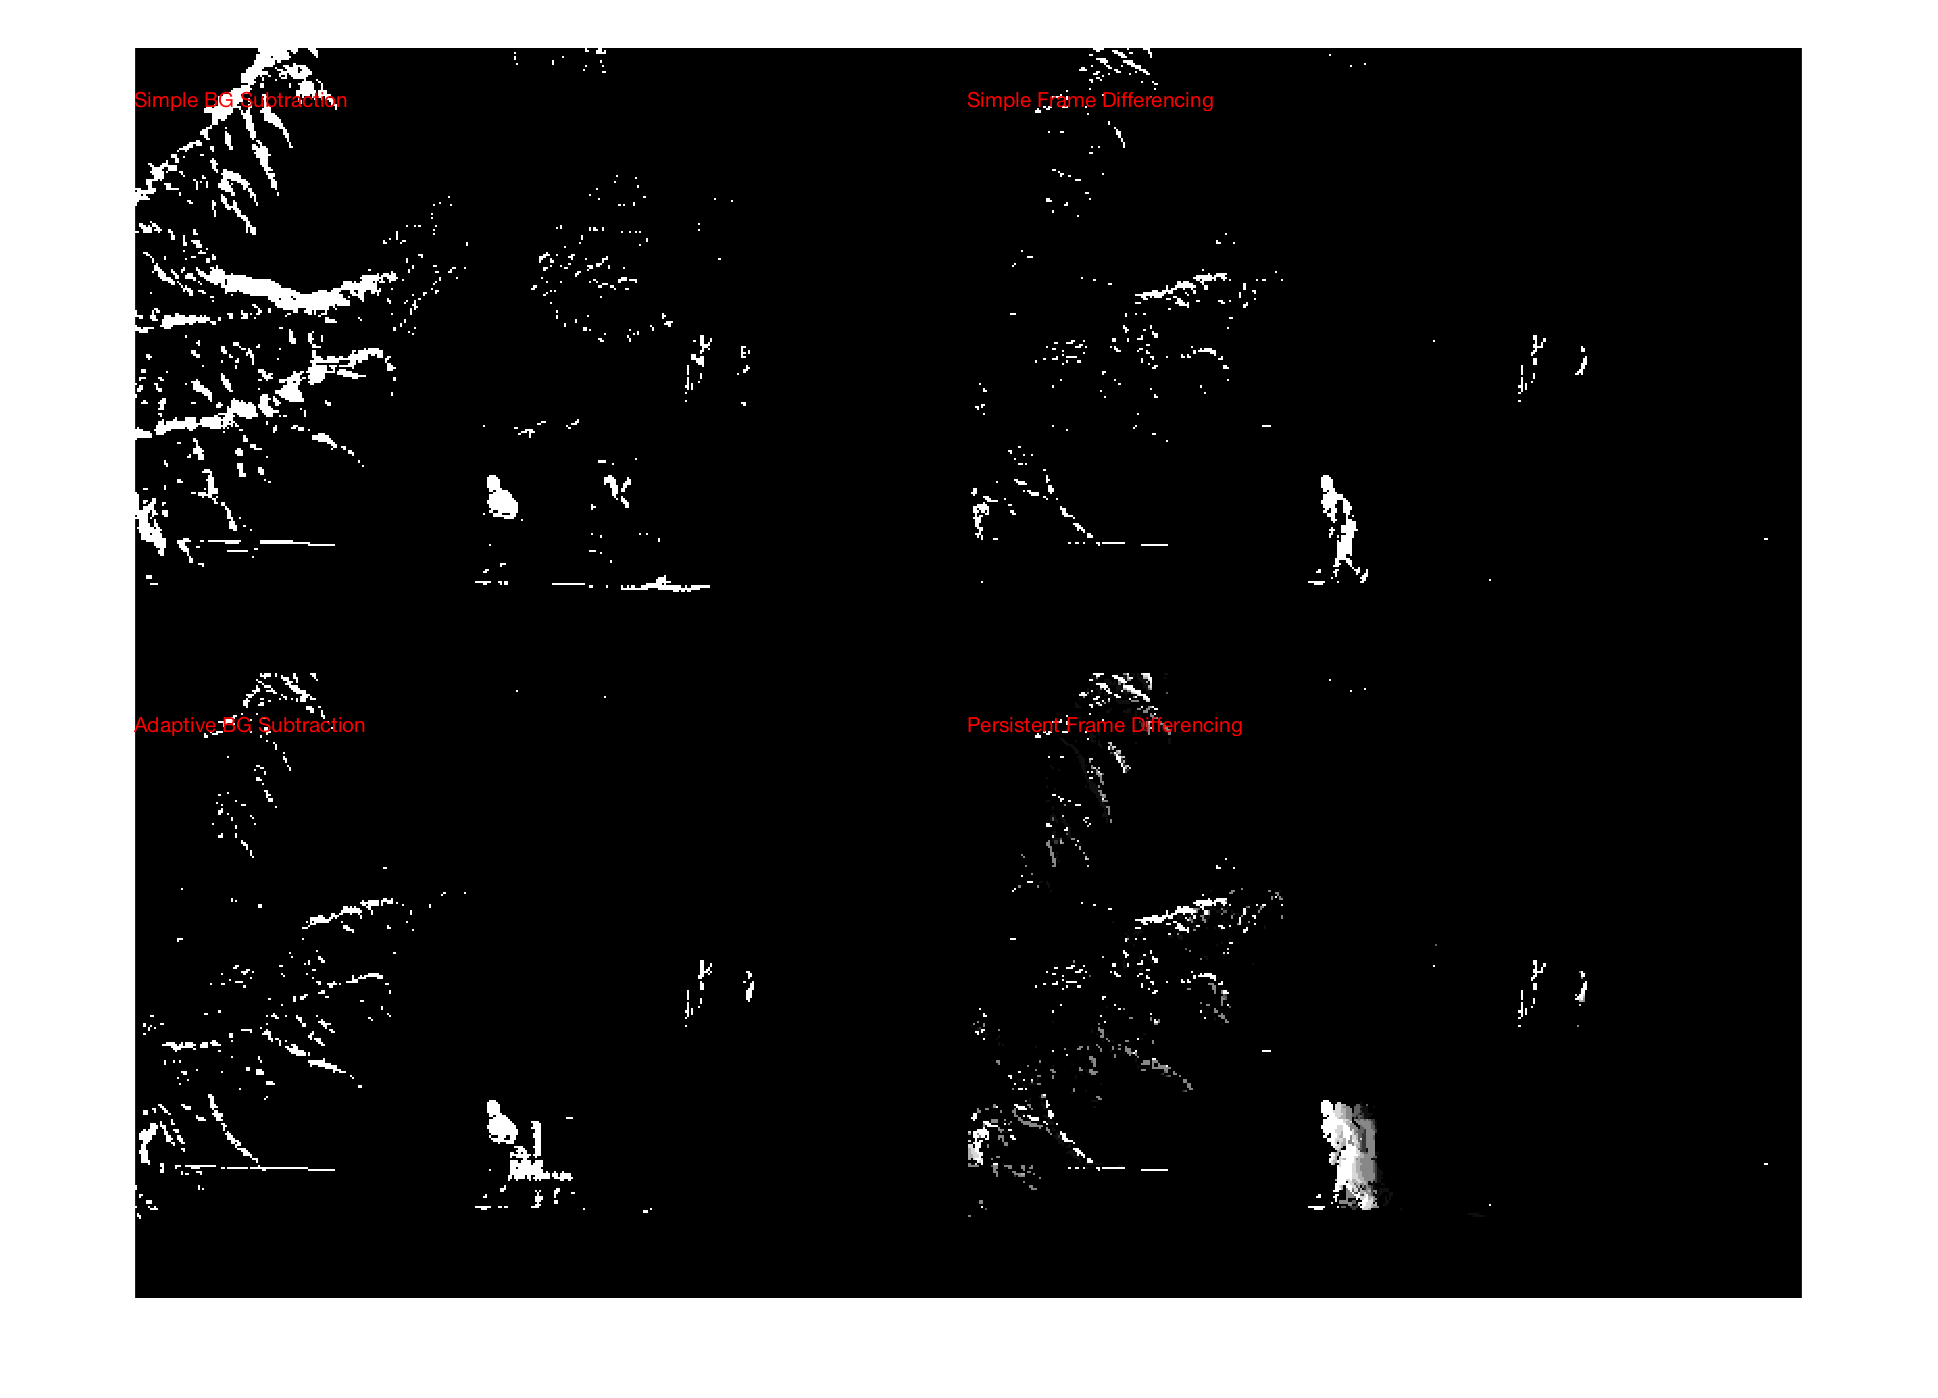 Simple BG Subtraction
Simple Frame Differencing
Adaptive BG Subtraction
Persistent Frame Differencing